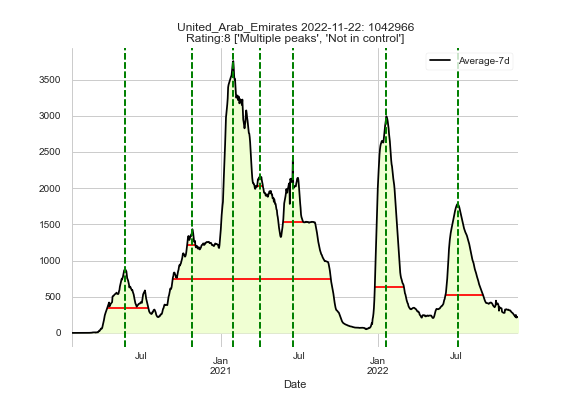 United_Arab_Emirates 2022-11-22: 1042966
Rating:8 ['Multiple peaks', 'Not in control']
Average-7d
3500
3000
2500
2000
1500
1000
500
0
Jul
Jan
2021
Jul
Jan
2022
Jul
Date